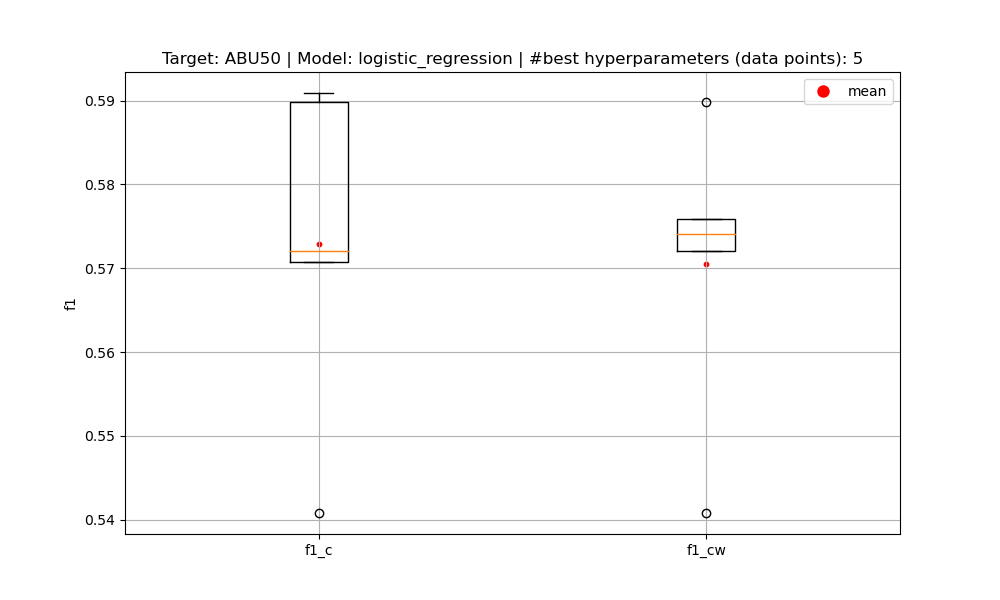 Target: ABU50 | Model: logistic_regression | #best hyperparameters (data points): 5
mean
0.59
0.58
0.57
0.56
0.55
0.54
f1
f1_c
f1_cw